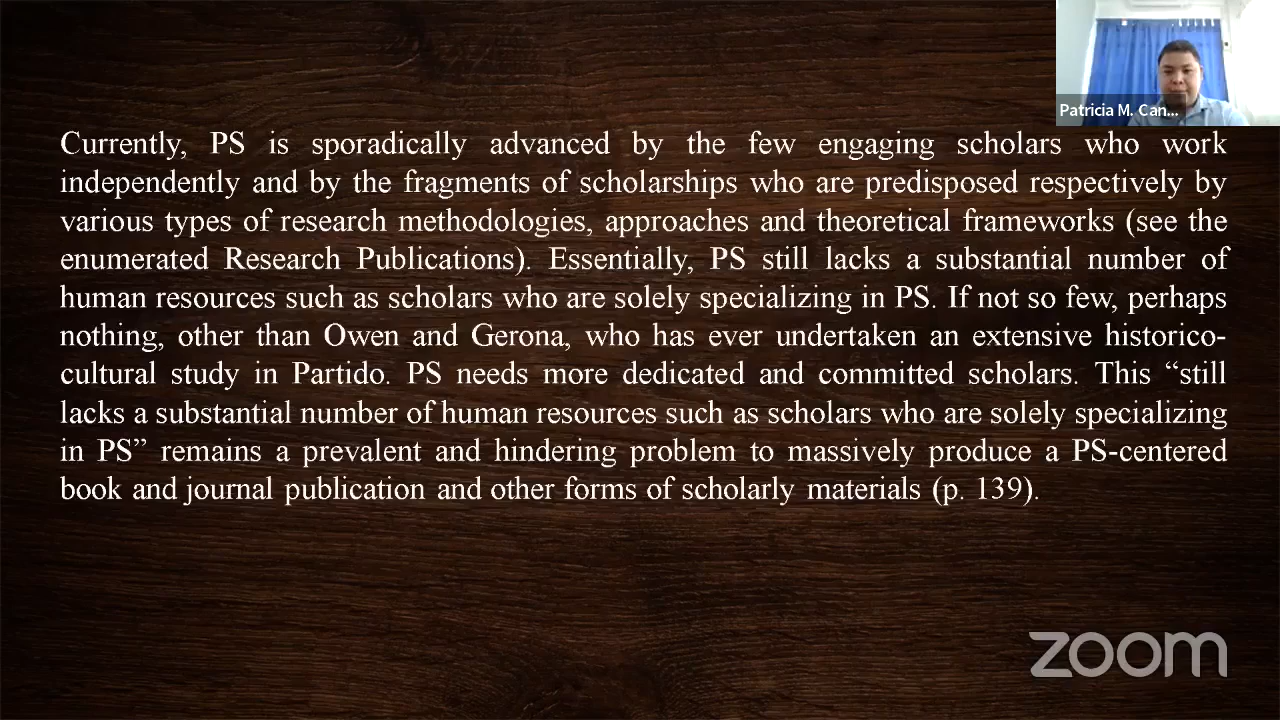 Patricia M. Can...
Currently, PS is sporadically advanced by the few engaging scholars who work
independently and by the fragments of scholarships who are predisposed respectively by
various types of research methodologies, approaches and theoretical frameworks (see the
enumerated Research Publications). Essentially, PS still lacks a substantial number of
human resources such as scholars who are solely specializing in PS. If not so few, perhaps
nothing, other than Owen and Gerona, who has ever undertaken an extensive historico-
cultural study in Partido. PS needs more dedicated and committed scholars. This “still
lacks a substantial number of human resources such as scholars who are solely specializing
in PS” remains a prevalent and hindering problem to massively produce a PS-centered
book and journal publication and other forms of scholarly materials (p. 139).
zoom